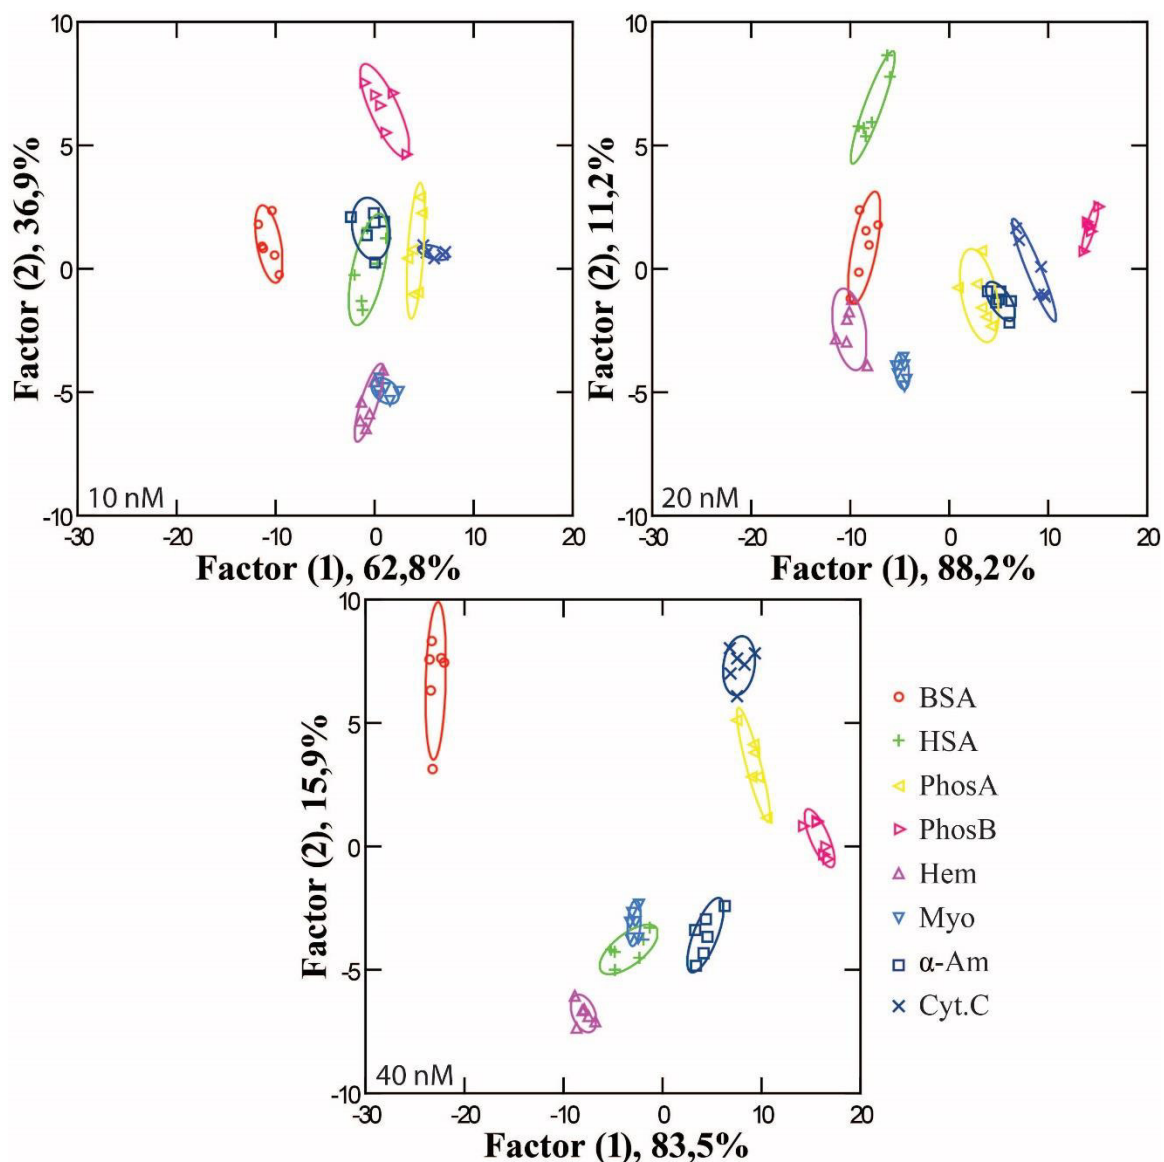 10
5
0
-5
-10
Factor (2), 36,9%
10 nM
-30
-20
-10
0
10
20
Factor (1), 62,8%
10
5
0
-5
-10
Factor (2), 11,2%
20 nM
-30
-20
-10
0
10
20
Factor (1), 88,2%
10
5
0
-5
-10
Factor (2), 15,9%
40 nM
-30
-20
-10
0
10
20
Factor (1), 83,5%
BSA
HSA
PhosA
PhosB
Hem
Myo
α-Am
Cyt.C